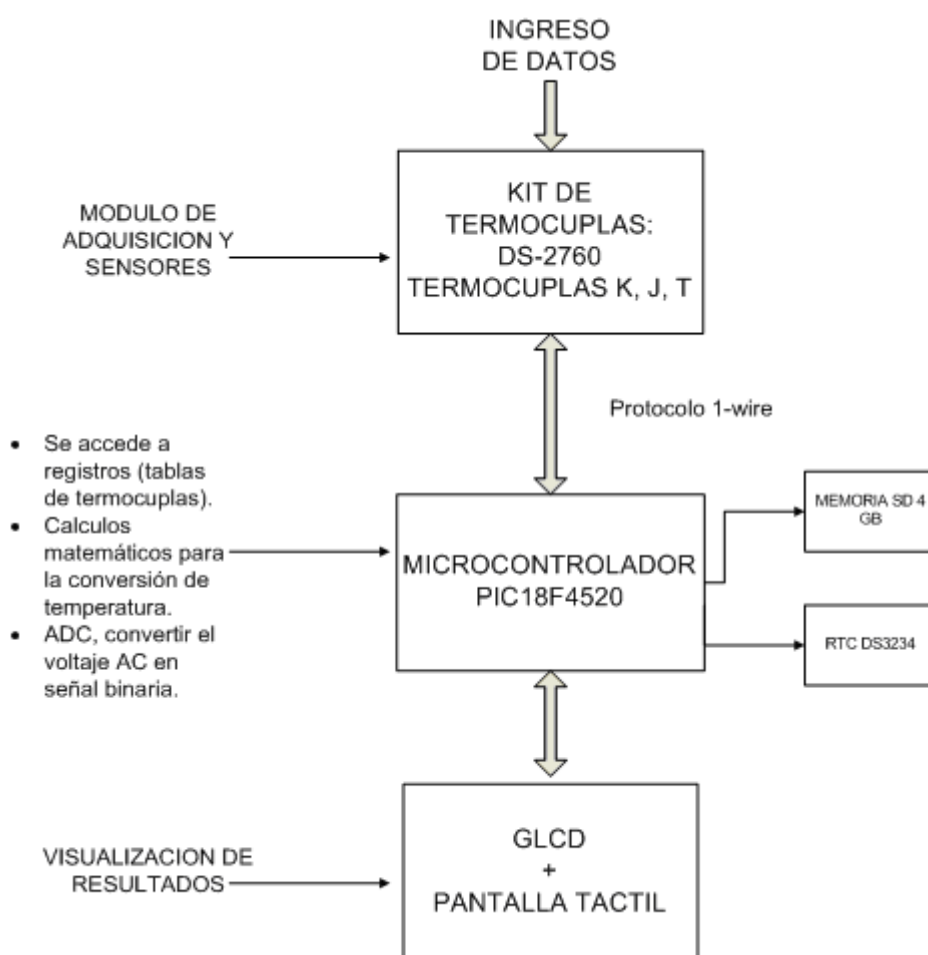 INGRESO
DE DATOS
KIT DE
TERMOCUPLAS:
DS-2760
TERMOCUPLAS K, J, T
MODULO DE
ADQUISICION Y
SENSORES
Protocolo 1-wire
• Se accede a
registros (tablas
de termocuplas).
• Calculos
matemáticos para
la conversión de
temperatura.
• ADC, convertir el
voltaje AC en
señal binaria.
MICROCONTROLADOR
PIC18F4520
MEMORIA SD 4
GB
RTC DS3234
VISUALIZACION DE
RESULTADOS
GLCD
+
PANTALLA TACTIL